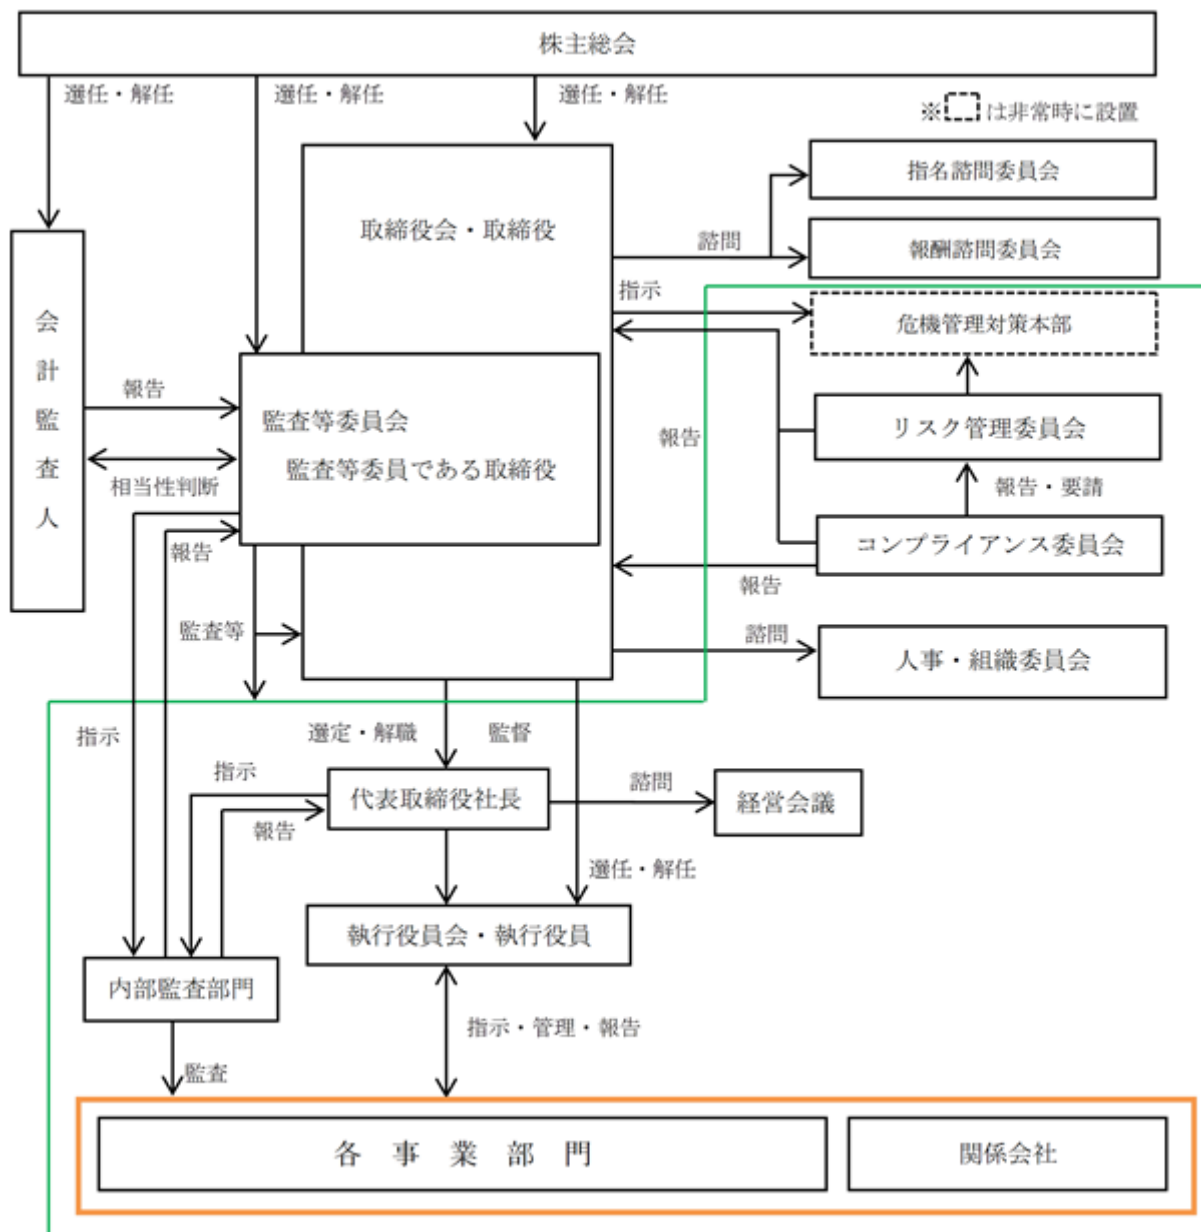 株主総会
選任・解任
選任・解任
選任・解任
※ は非常時に設置
指名諮問委員会
取締役会・取締役
諮問
報酬諮問委員会
指示
危機管理対策本部
会計監査人
報告
監査等委員会
監査等委員である取締役
報告
リスク管理委員会
相当性判断
報告・要請
報告
コンプライアンス委員会
報告
監査等
諮問
人事・組織委員会
指示
選定・解職
監督
指示
代表取締役社長
諮問
経営会議
報告
選任・解任
執行役員会・執行役員
内部監査部門
指示・管理・報告
監査
各事業部門
関係会社